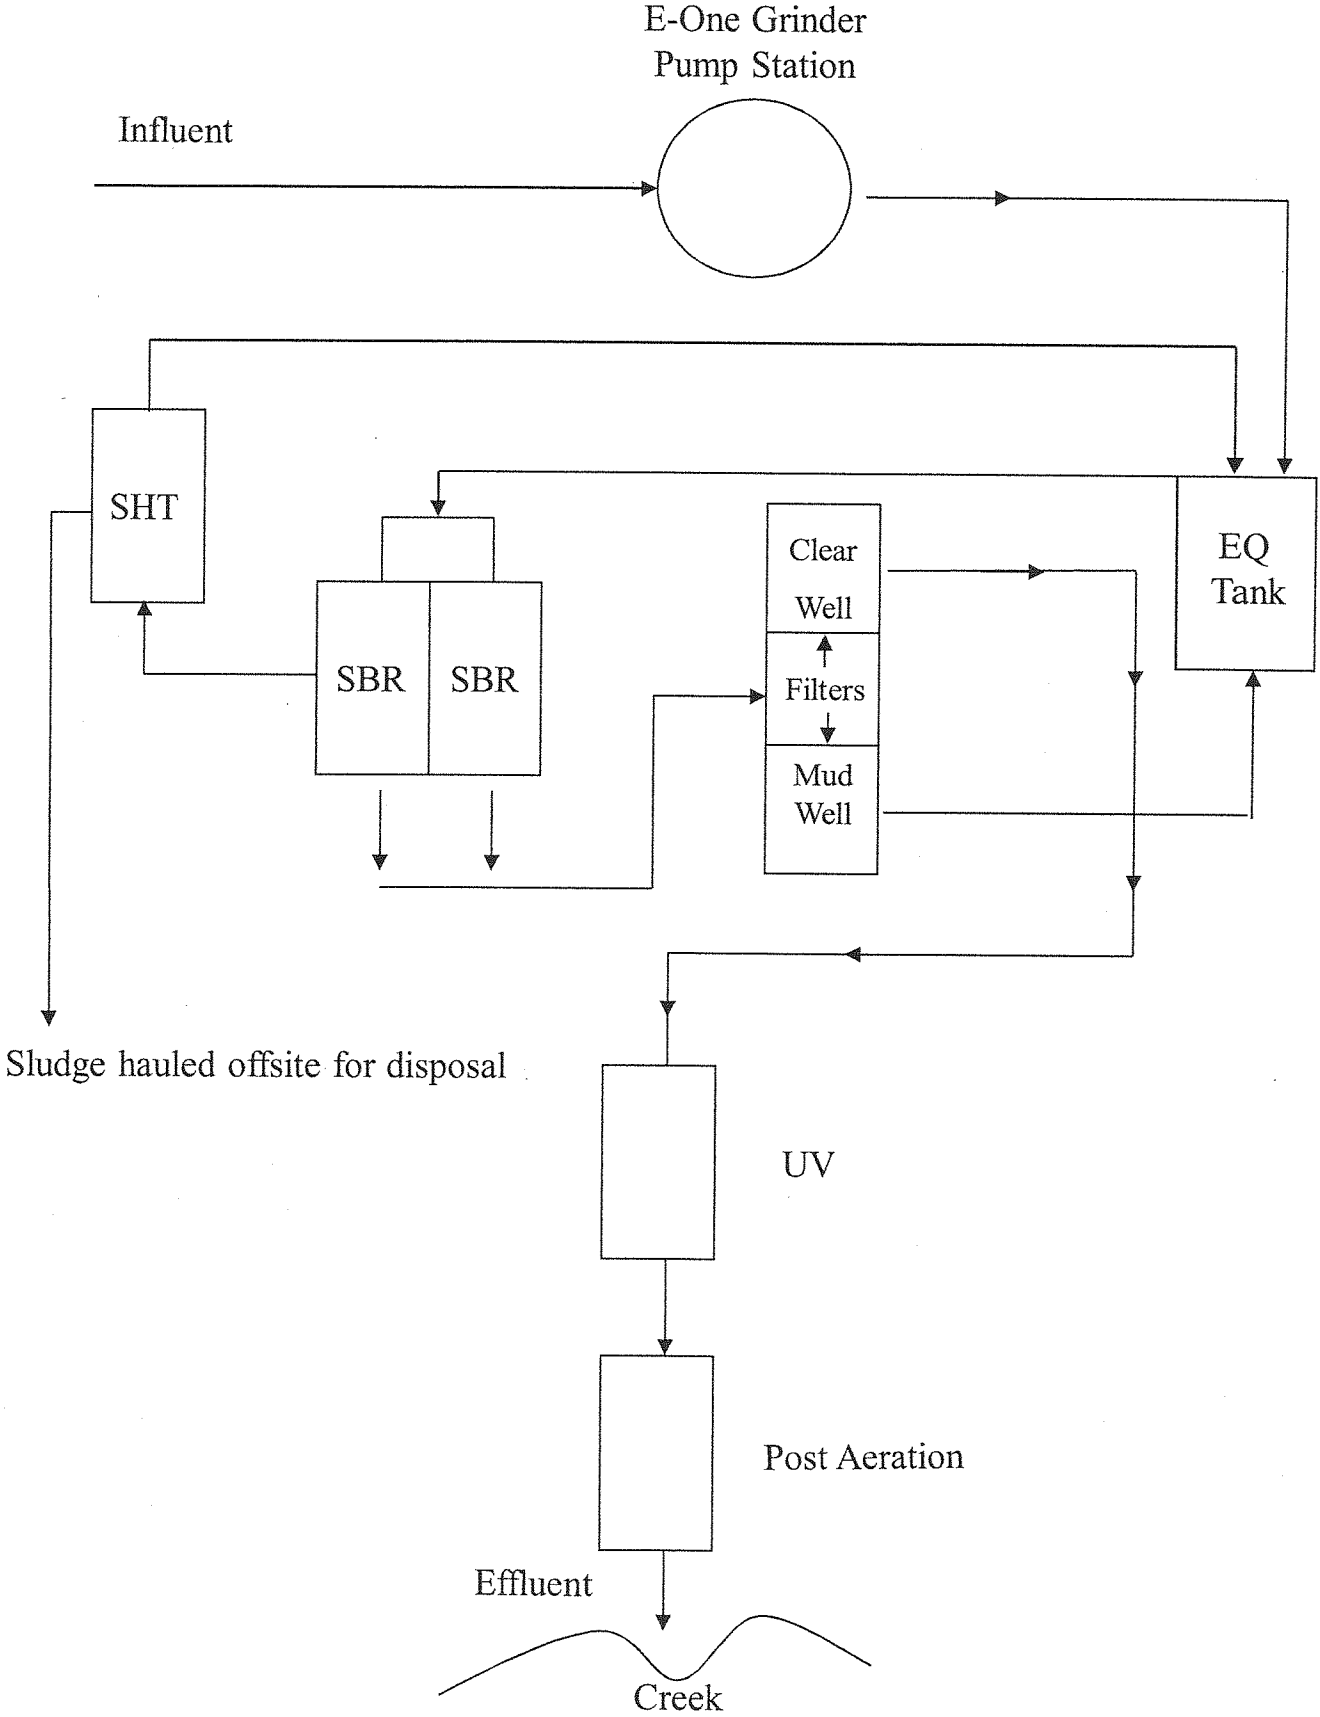 E-One Grinder
Pump Station
Influent
SHT
EQ
Tank
Clear
Well
SBR
SBR
Filters
Mud
Well
Sludge hauled offsite for disposal
UV
Post Aeration
Effluent
Creek